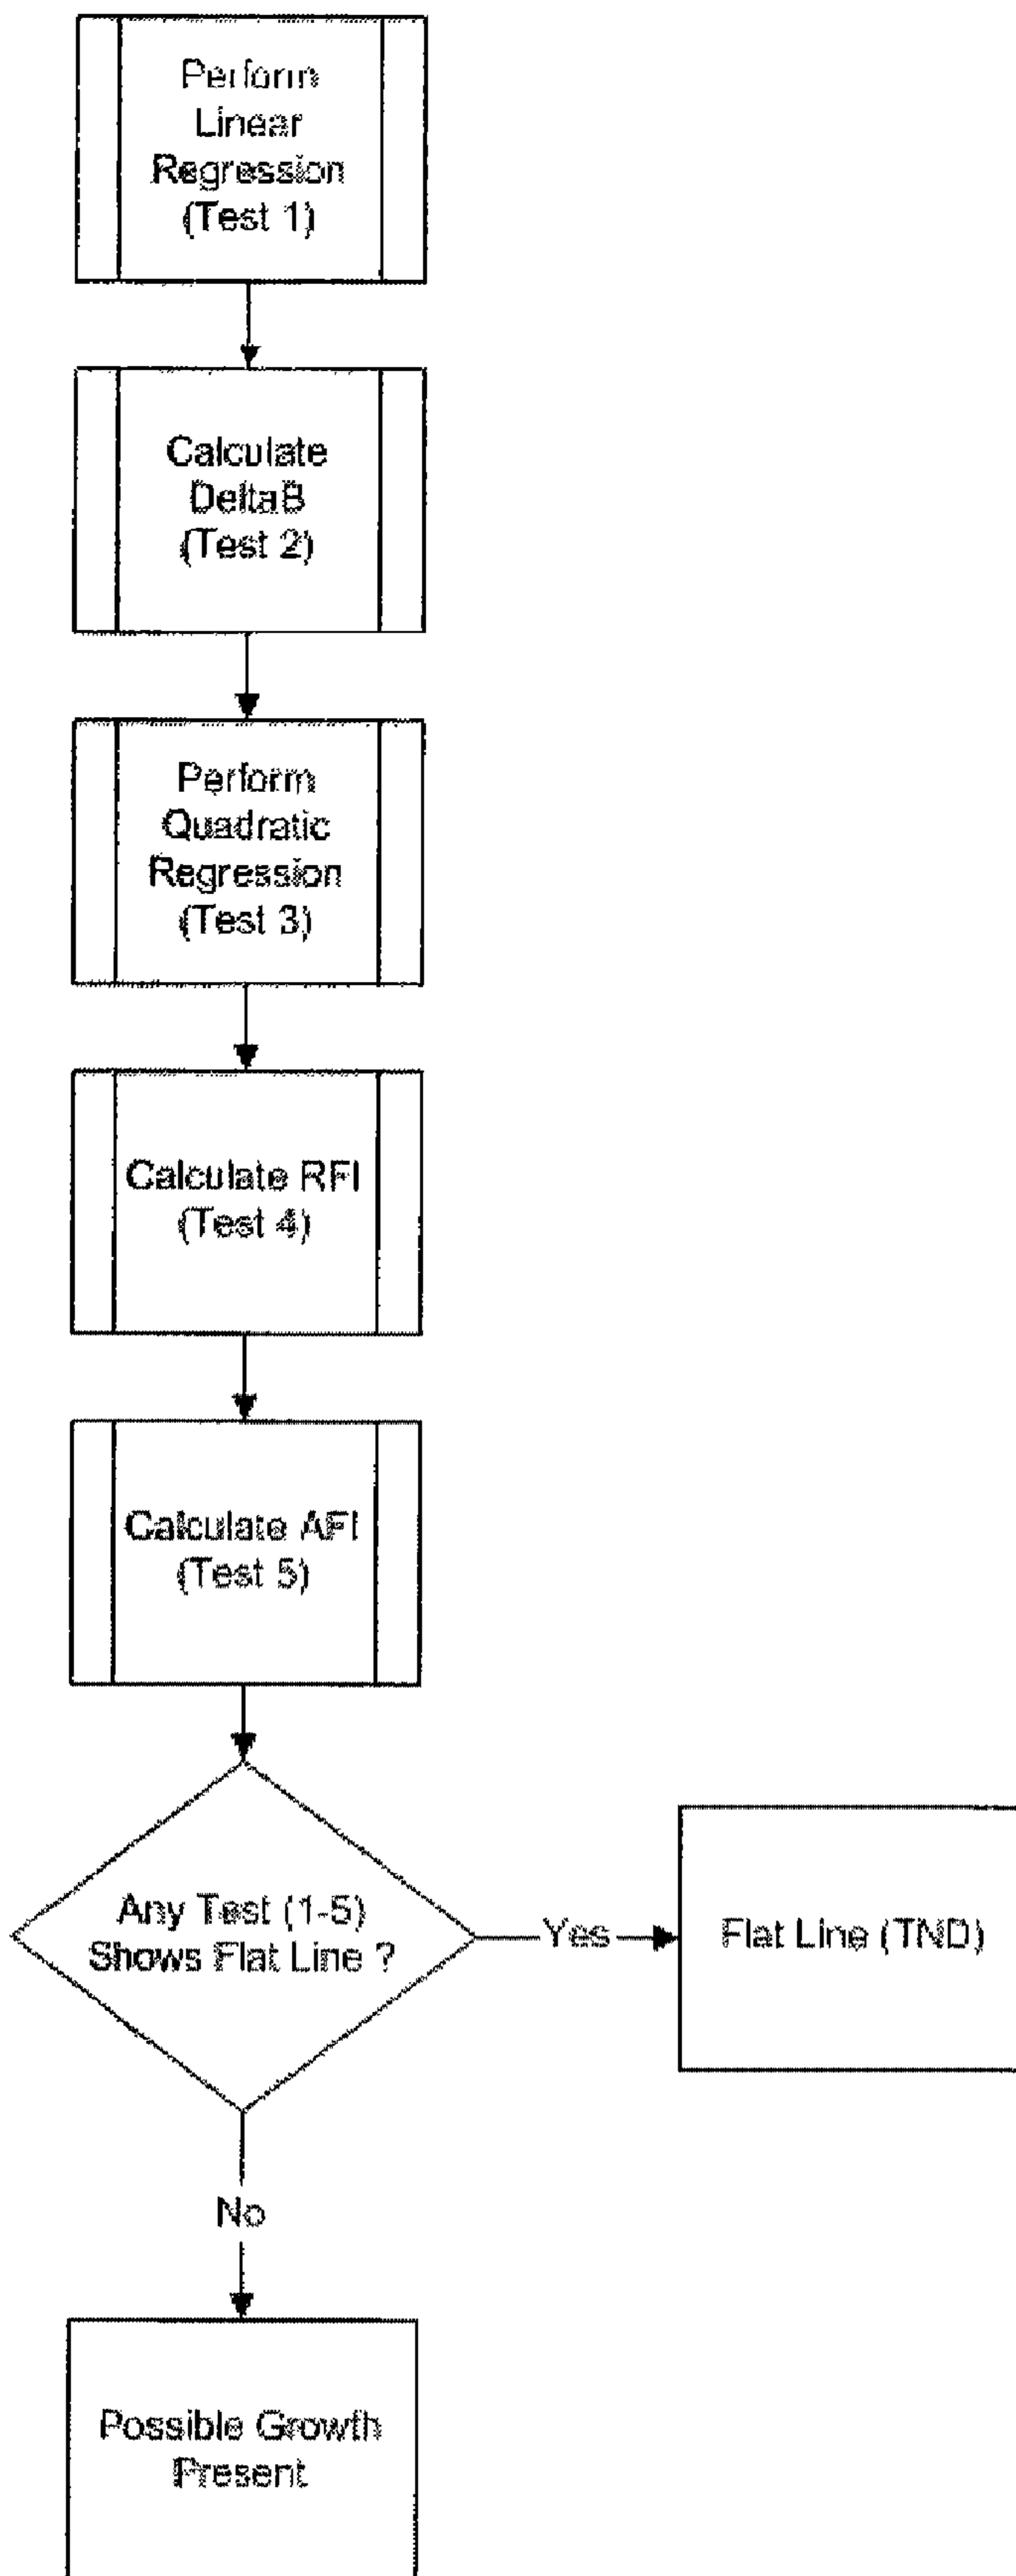 Perform
Linear
Regression
(Test 1)
Calculate
DeltaB
(Test 2)
Perform
Quadratic
Regression
(Test 3)
Calculate RFI
(Test 4)
Calculate AFI
(Test 5)
Any Test (1-5)
Shows Flat Line ?
Yes
Flat Line (TND)
No
Possible Growth
Present